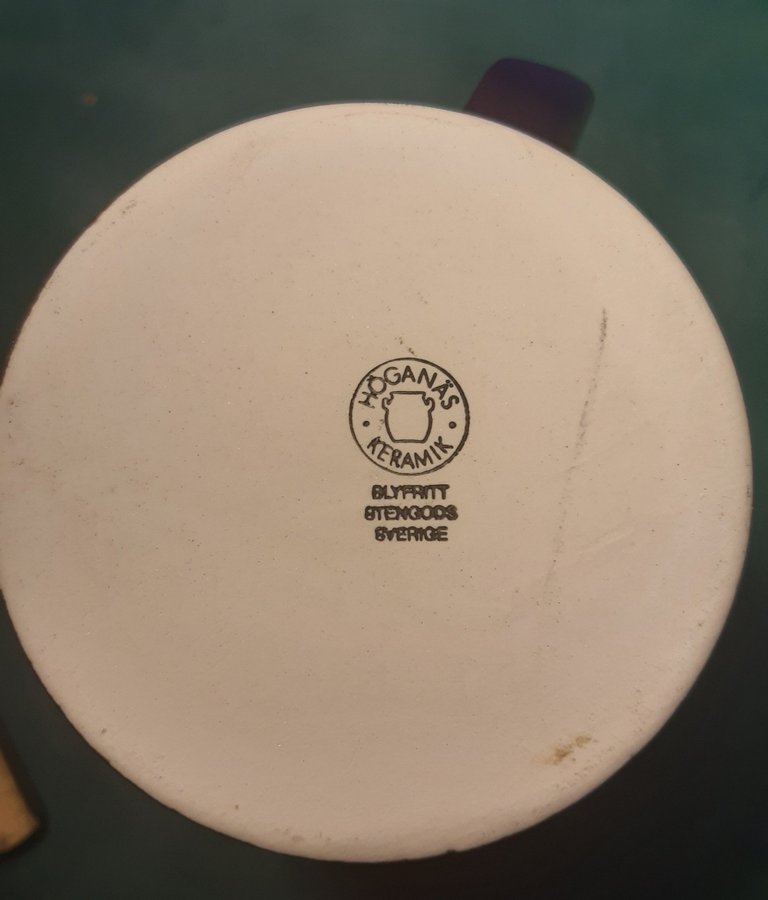 HÖGANÄS
KERAMIK
BLYFRITT
STENGODS
SVERIGE